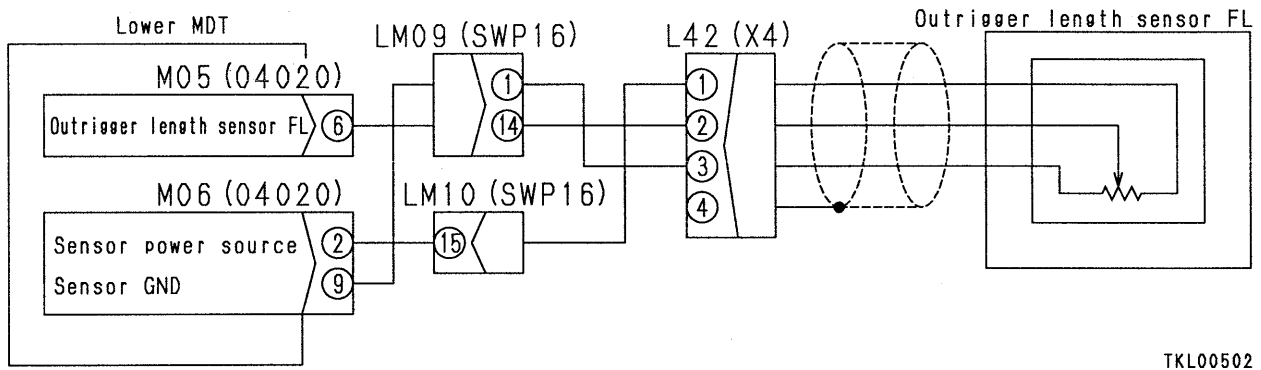 Lower MDT
Outrigger length sensor FL
LM09 (SWP16)
L42 (X4)
M05 (04020)
Outrigger length sensor FL
6
1
14
1
2
3
4
M06 (04020)
LM10 (SWP16)
Sensor power source
2
15
Sensor GND
9
TKL00502